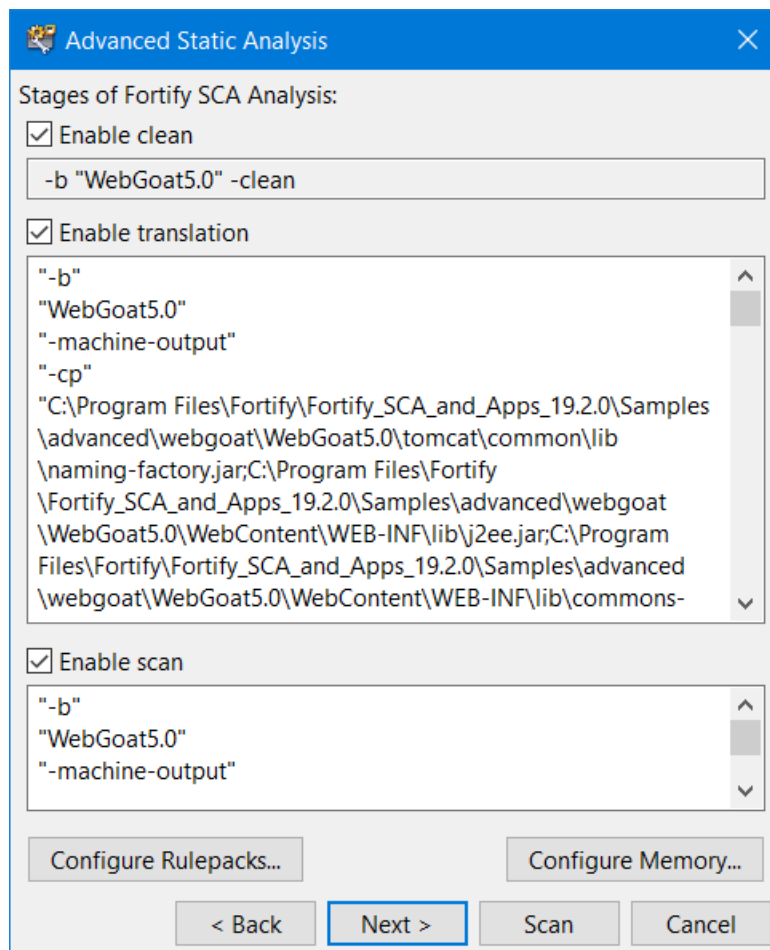 Advanced Static Analysis
Stages of Fortify SCA Analysis:
Enable clean
-b "WebGoat5.0" -clean
Enable translation
"-b"
"WebGoat5.0"
"-machine-output"
"-cp"
"C:\Program Files\Fortify\Fortify_SCA_and_Apps_19.2.0\Samples
\advanced\webgoat\WebGoat5.0\tomcat\common\lib
\naming-factory.jar;C:\Program Files\Fortify
\Fortify_SCA_and_Apps_19.2.0\Samples\advanced\webgoat
\WebGoat5.0\WebContent\WEB-INF\lib\j2ee.jar;C:\Program
Files\Fortify\Fortify_SCA_and_Apps_19.2.0\Samples\advanced
\webgoat\WebGoat5.0\WebContent\WEB-INF\lib\commons-
Enable scan
"-b"
"WebGoat5.0"
"-machine-output"
Configure Rulepacks... Configure Memory...
< Back Next > Scan Cancel